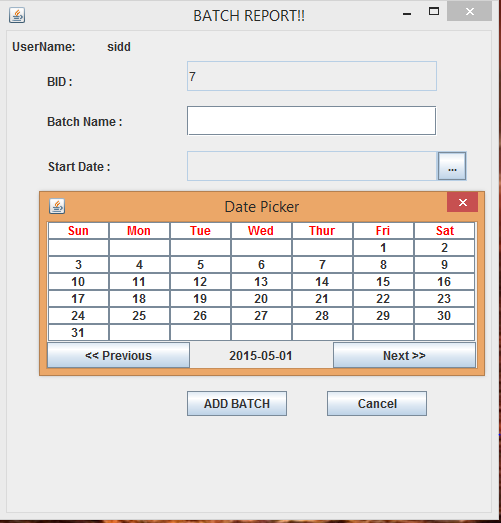 BATCH REPORT!!
UserName: sidd
BID : 7
Batch Name :
Start Date : ...
Date Picker
Sun Mon Tue Wed Thur Fri Sat
1 2
3 4 5 6 7 8 9
10 11 12 13 14 15 16
17 18 19 20 21 22 23
24 25 26 27 28 29 30
31
<< Previous 2015-05-01 Next >>
ADD BATCH Cancel